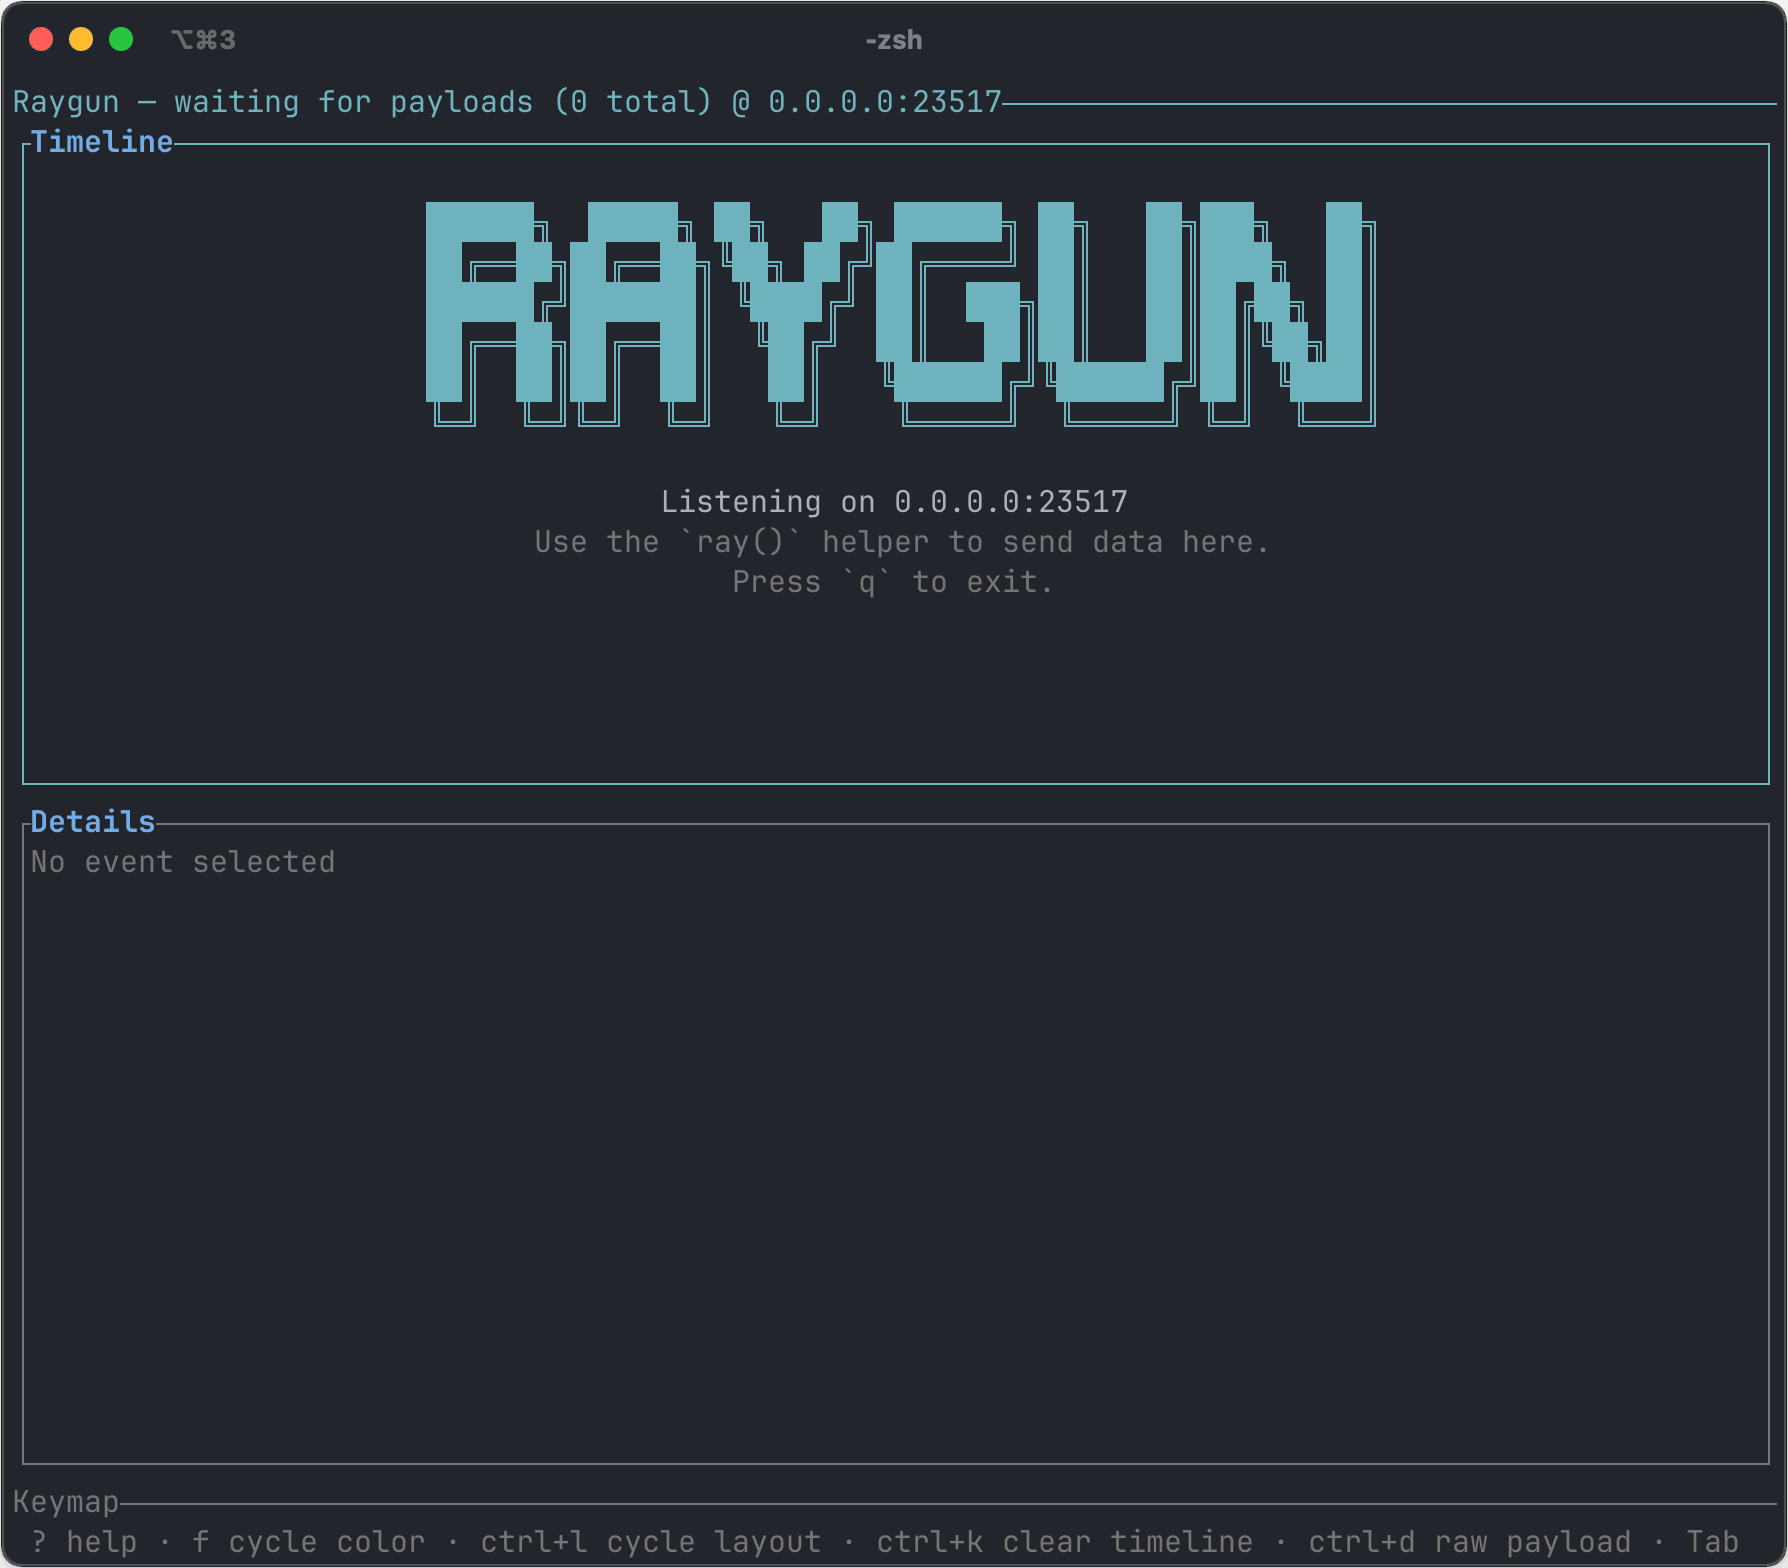 ⌥⌘3
-zsh
Raygun — waiting for payloads (0 total) @ 0.0.0.0:23517
Timeline
RAYGUN
Listening on 0.0.0.0:23517
Use the `ray()` helper to send data here.
Press `q` to exit.
Details
No event selected
Keymap
? help · f cycle color · ctrl+l cycle layout · ctrl+k clear timeline · ctrl+d raw payload · Tab